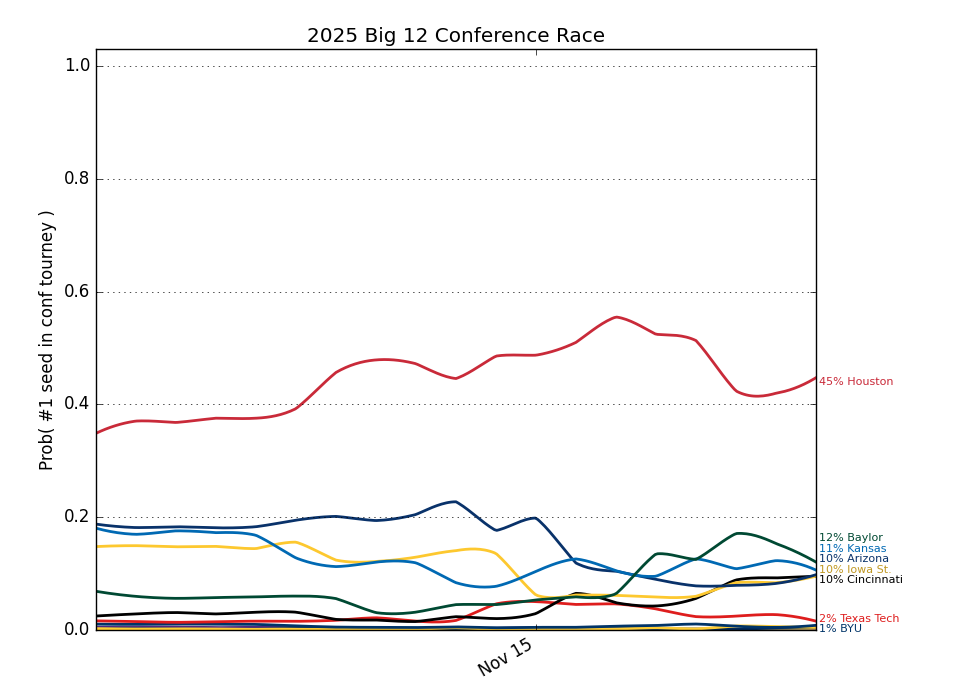 2025 Big 12 Conference Race
Prob( #1 seed in conf tourney )
1.0
0.8
0.6
0.4
0.2
0.0
Nov 15
45% Houston
12% Baylor
11% Kansas
10% Arizona
10% Iowa St.
10% Cincinnati
2% Texas Tech
1% BYU